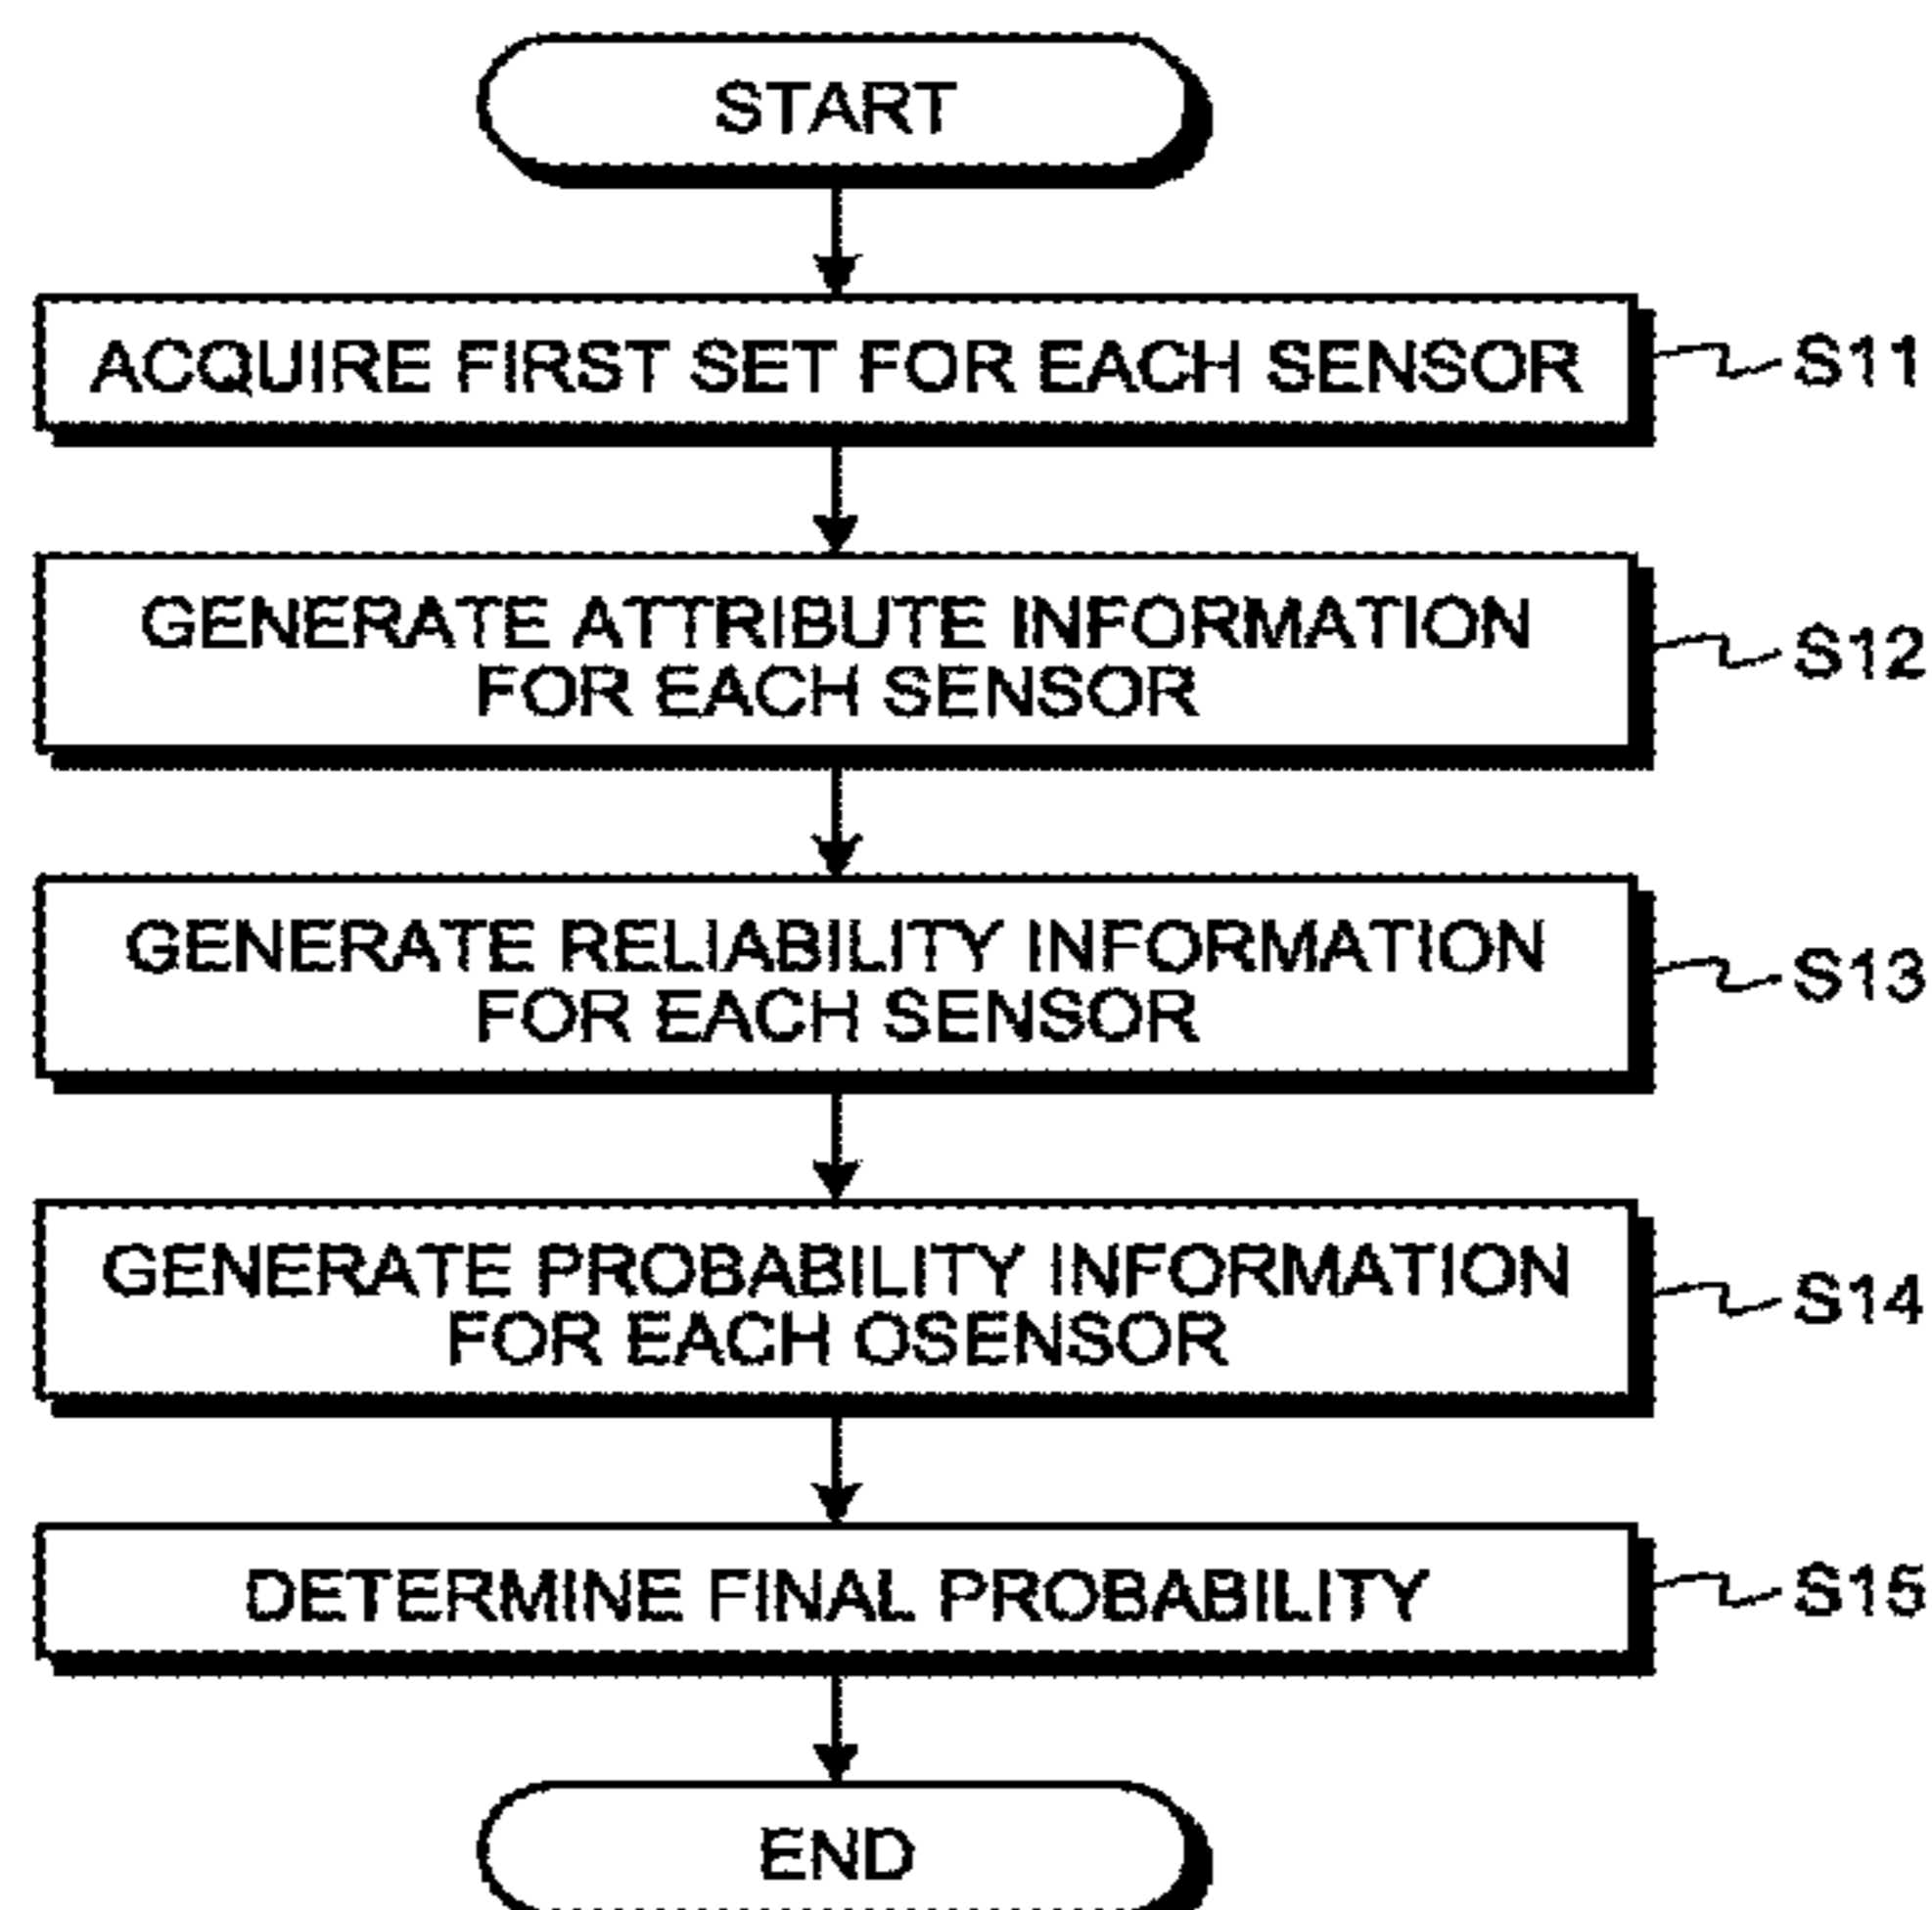 START
ACQUIRE FIRST SET FOR EACH SENSOR
S11
GENERATE ATTRIBUTE INFORMATION
FOR EACH SENSOR
S12
GENERATE RELIABILITY INFORMATION
FOR EACH SENSOR
S13
GENERATE PROBABILITY INFORMATION
FOR EACH OSENSOR
S14
DETERMINE FINAL PROBABILITY
S15
END